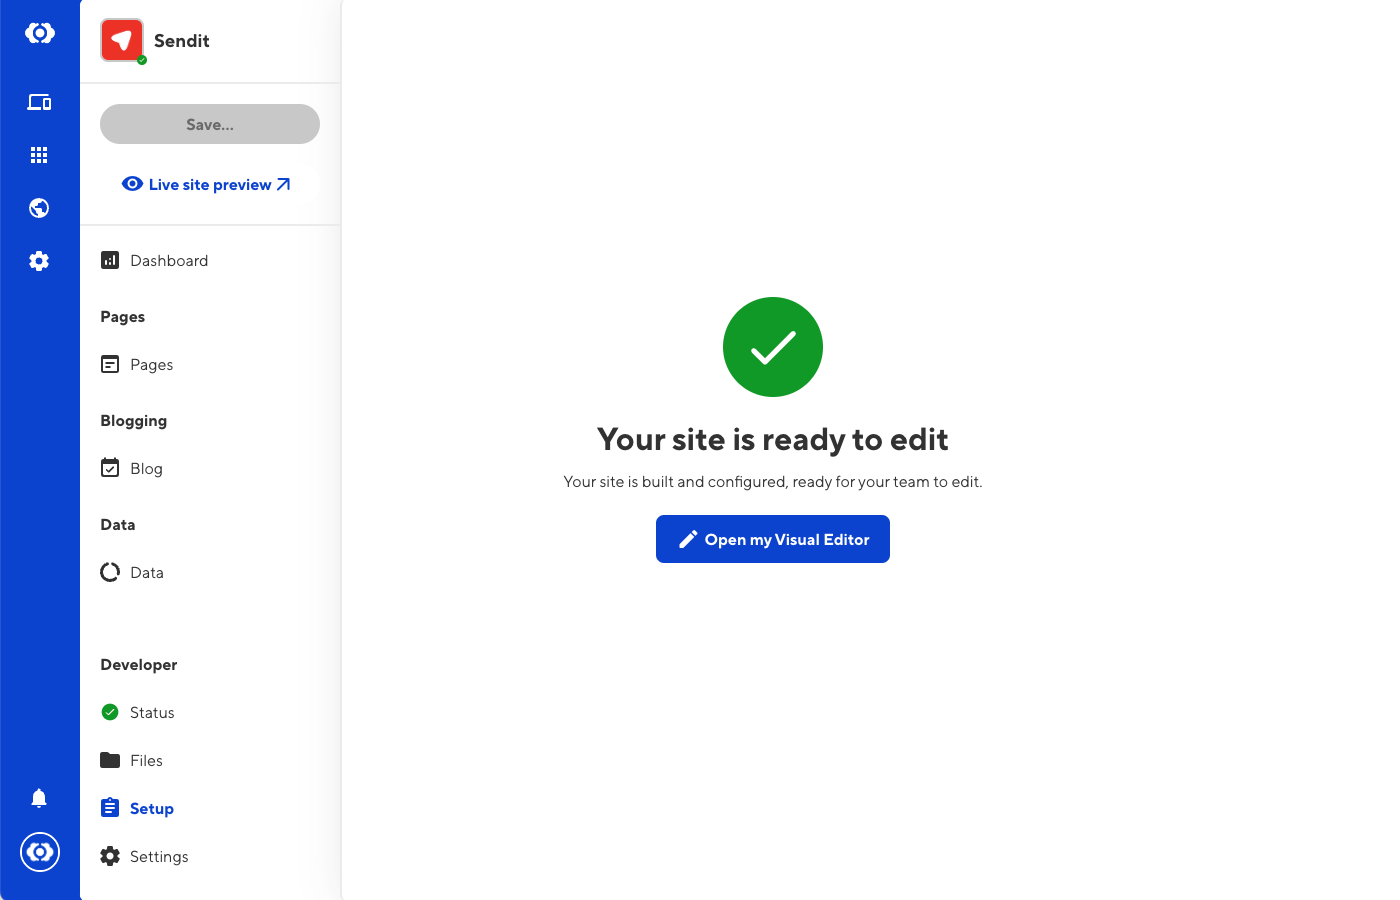 Sendit
Save...
Live site preview
Dashboard
Pages
Pages
Blogging
Blog
Data
Data
Developer
Status
Files
Setup
Settings
Your site is ready to edit
Your site is built and configured, ready for your team to edit.
Open my Visual Editor